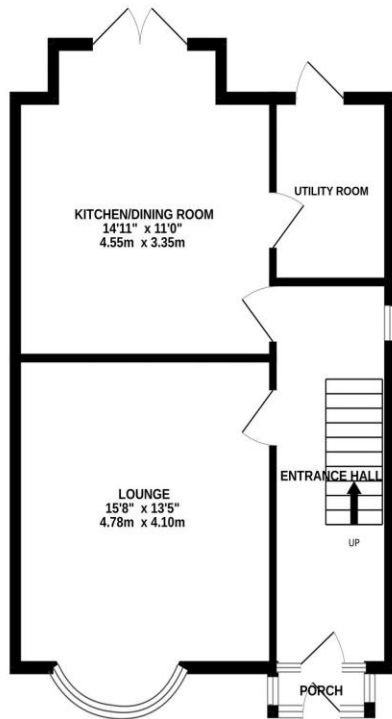 KITCHEN/DINING ROOM
14'11" x 11'0"
4.55m x 3.35m
UTILITY ROOM
LOUNGE
15'8" x 13'5"
4.78m x 4.10m
ENTRANCE HALL
UP
PORCH